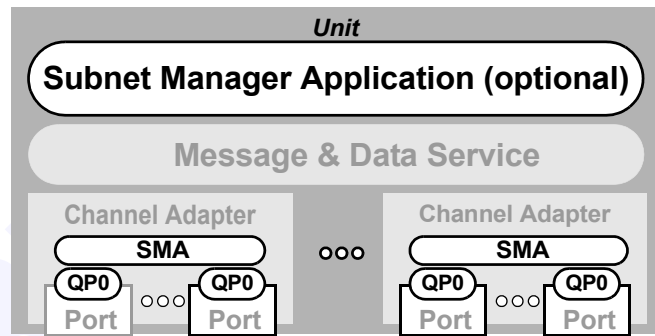 Unit
Subnet Manager Application (optional)
Message & Data Service
Channel Adapter
Channel Adapter
SMA
SMA
QP0
QP0
QP0
QP0
Port
Port
Port
Port